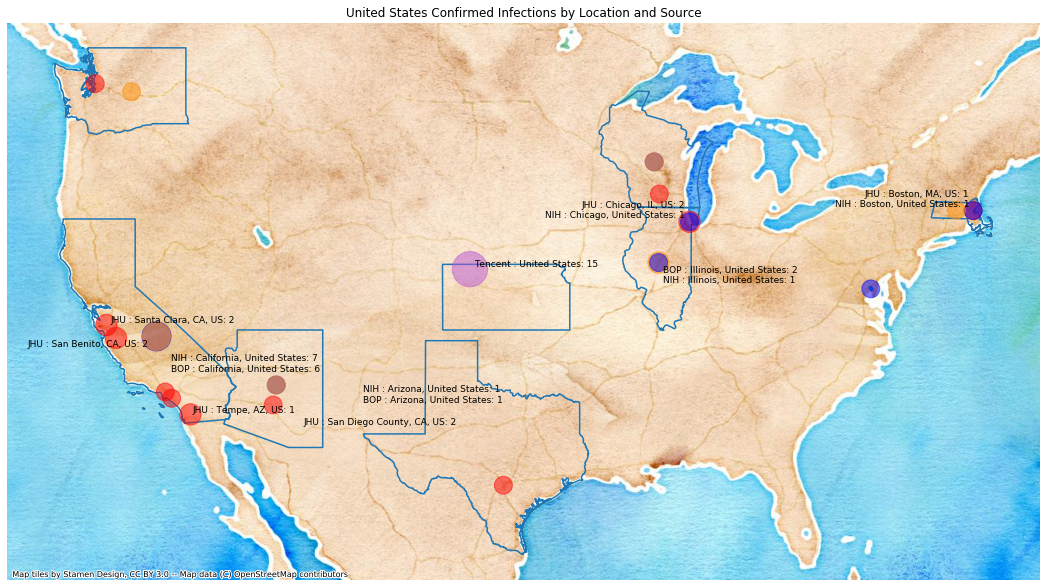 United States Confirmed Infections by Location and Source
JHU : Boston, MA, US: 1
NIH : Boston, United States: 1
JHU : Chicago, IL, US: 2
NIH : Chicago, United States: 1
Tencent : United States: 15
BOP : Illinois, United States: 2
NIH : Illinois, United States: 1
JHU : Santa Clara, CA, US: 2
JHU : San Benito, CA, US: 2
NIH : California, United States: 7
BOP : California, United States: 6
NIH : Arizona, United States: 1
BOP : Arizona, United States: 1
JHU : Tempe, AZ, US: 1
JHU : San Diego County, CA, US: 2
Map tiles by Stamen Design, CC BY 3.0 -- Map data (C) OpenStreetMap contributors